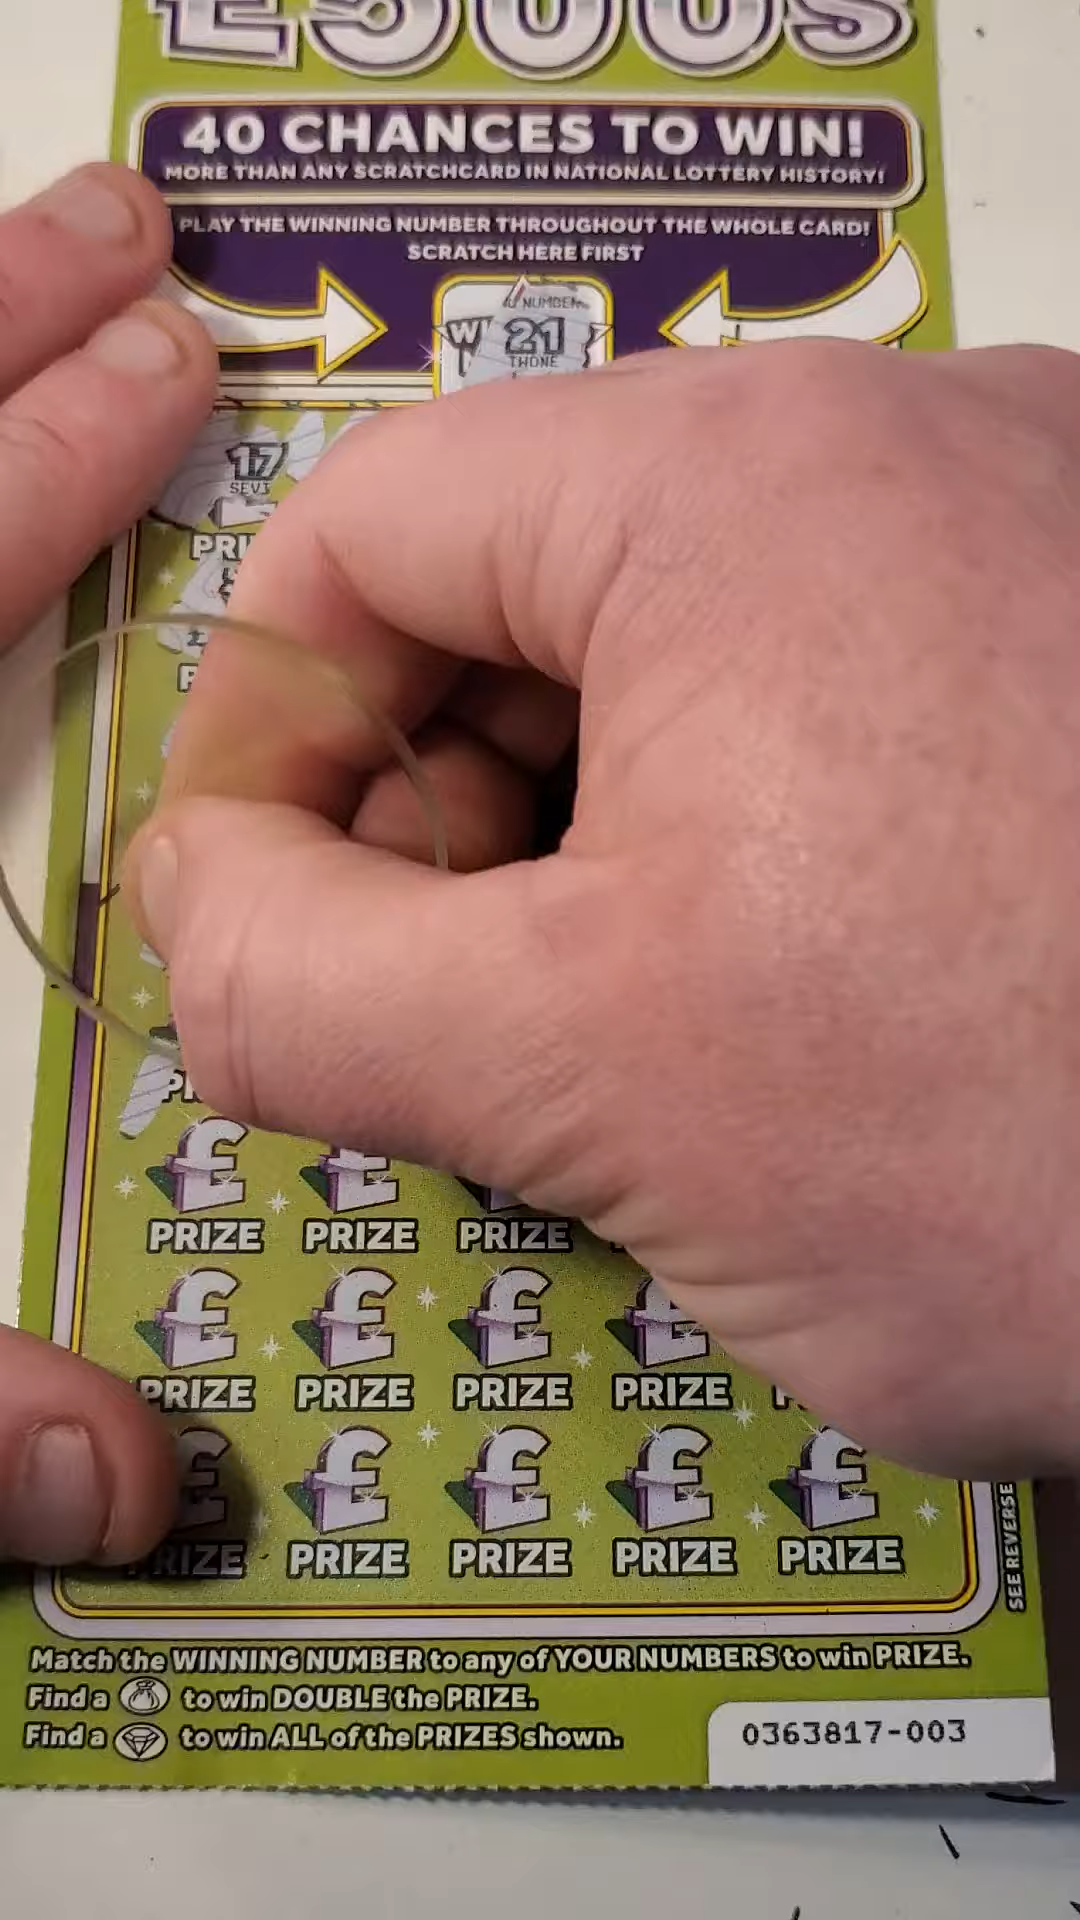 £500s
40 CHANCES TO WIN!
MORE THAN ANY SCRATCHCARD IN NATIONAL LOTTERY HISTORY!
PLAY THE WINNING NUMBER THROUGHOUT THE WHOLE CARD!
SCRATCH HERE FIRST
NUMBER
21
THONE
17
£ £
PRIZE PRIZE PRIZE
£ £ £ £
PRIZE PRIZE PRIZE PRIZE
£ £ £ £
PRIZE PRIZE PRIZE PRIZE PRIZE
SEE REVERSE
Match the WINNING NUMBER to any of YOUR NUMBERS to win PRIZE.
Find a to win DOUBLE the PRIZE.
Find a to win ALL of the PRIZES shown.
0363817-003